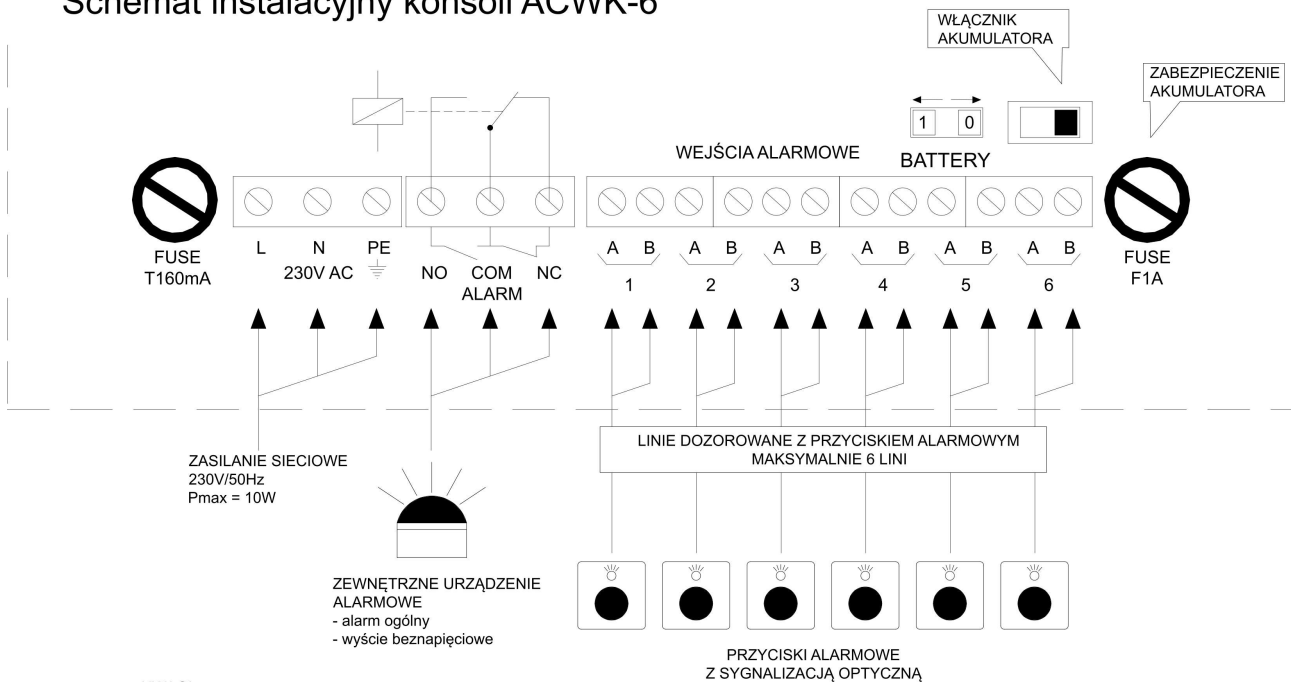 Schemat instalacyjny konsoli ACWK-6
WŁĄCZNIK
AKUMULATORA
ZABEZPIECZENIE
AKUMULATORA
1 0
WEJŚCIA ALARMOWE
BATTERY
FUSE
T160mA
L N PE
230V AC
NO COM NC
ALARM
A B A B A B A B A B A B
1 2 3 4 5 6
FUSE
F1A
LINIE DOZOROWANE Z PRZYCISKIEM ALARMOWYM
MAKSYMALNIE 6 LINI
ZASILANIE SIECIOWE
230V/50Hz
Pmax = 10W
ZEWNĘTRZNE URZĄDZENIE
ALARMOWE
- alarm ogólny
- wyście beznapięciowe
PRZYCISKI ALARMOWE
Z SYGNALIZACJĄ OPTYCZNĄ